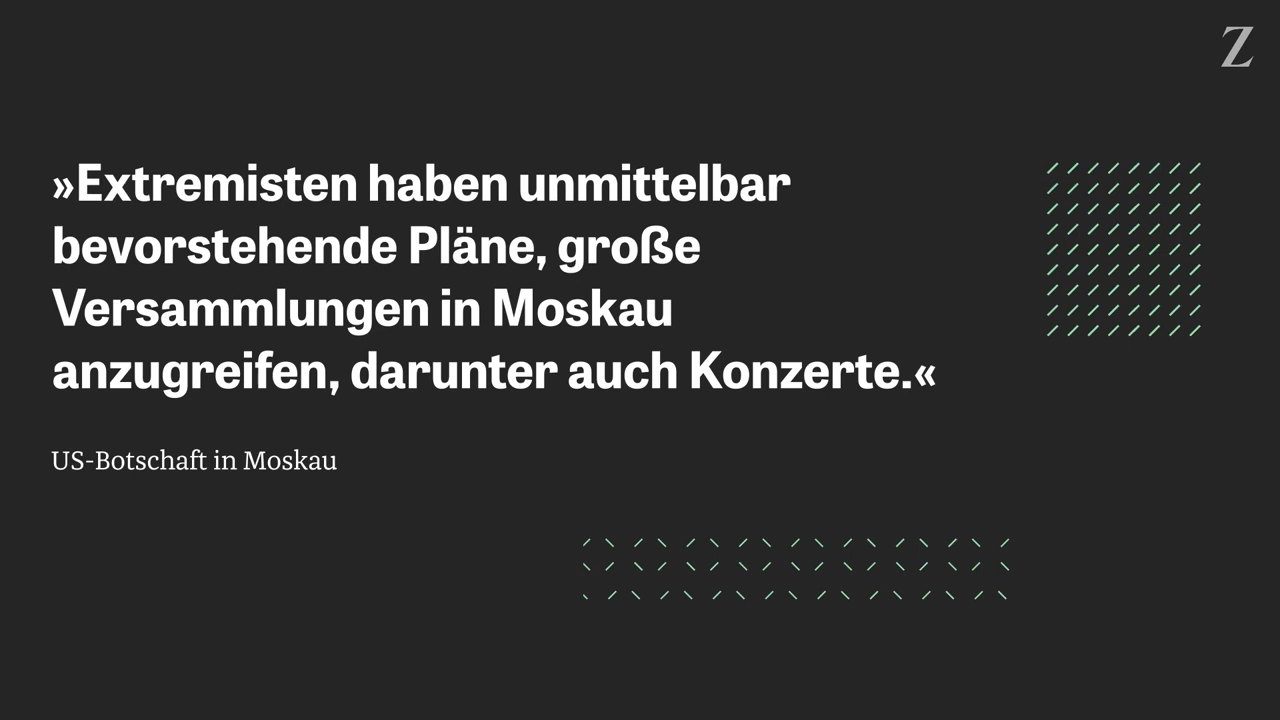 Z
»Extremisten haben unmittelbar
bevorstehende Pläne, große
Versammlungen in Moskau
anzugreifen, darunter auch Konzerte.«
US-Botschaft in Moskau